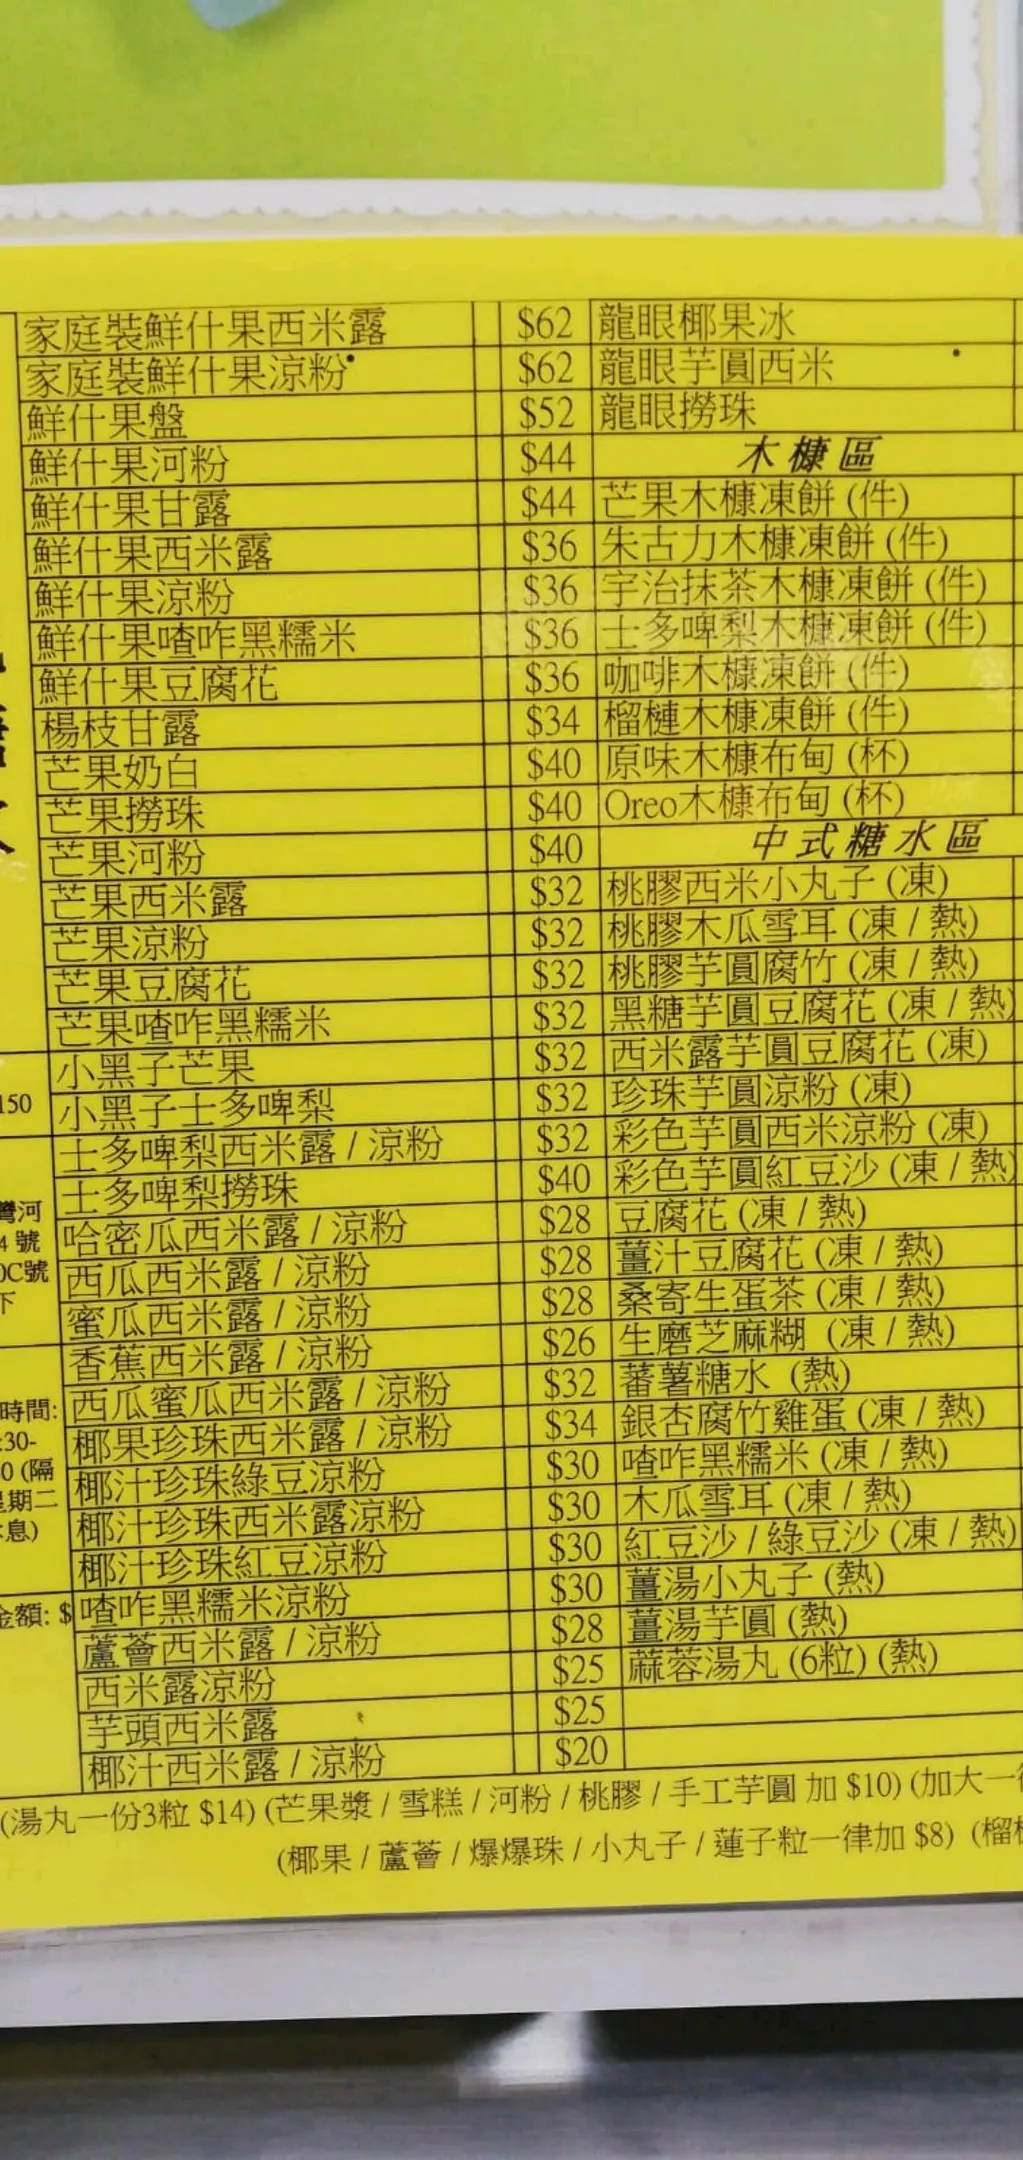 家庭裝鮮什果西米露 $62 龍眼椰果冰
家庭裝鮮什果涼粉 $62 龍眼芋圓西米
鮮什果盤 $52 龍眼撈珠
鮮什果河粉 $44 木糠區
鮮什果甘露 $44 芒果木糠凍餅 (件)
鮮什果西米露 $36 朱古力木糠凍餅 (件)
鮮什果涼粉 $36 宇治抹茶木糠凍餅 (件)
鮮什果喳咋黑糯米 $36 士多啤梨木糠凍餅 (件)
鮮什果豆腐花 $36 咖啡木糠凍餅 (件)
楊枝甘露 $34 榴槤木糠凍餅 (件)
芒果奶白 $40 原味木糠布甸 (杯)
芒果撈珠 $40 Oreo木糠布甸 (杯)
芒果河粉 $40 中式糖水區
芒果西米露 $32 桃膠西米小丸子 (凍)
芒果涼粉 $32 桃膠木瓜雪耳 (凍 / 熱)
芒果豆腐花 $32 桃膠芋圓腐竹 (凍 / 熱)
芒果喳咋黑糯米 $32 黑糖芋圓豆腐花 (凍 / 熱)
小黑子芒果 $32 西米露芋圓豆腐花 (凍)
150 小黑子士多啤梨 $32 珍珠芋圓涼粉 (凍)
士多啤梨西米露 / 涼粉 $32 彩色芋圓西米涼粉 (凍)
士多啤梨撈珠 $40 彩色芋圓紅豆沙 (凍 / 熱)
灣河 哈密瓜西米露 / 涼粉 $28 豆腐花 (凍 / 熱)
4 號 西瓜西米露 / 涼粉 $28 薑汁豆腐花 (凍 / 熱)
0C號 蜜瓜西米露 / 涼粉 $28 桑寄生蛋茶 (凍 / 熱)
下 香蕉西米露 / 涼粉 $26 生磨芝麻糊 (凍 / 熱)
西瓜蜜瓜西米露 / 涼粉 $32 蕃薯糖水 (熱)
時間: 椰果珍珠西米露 / 涼粉 $34 銀杏腐竹雞蛋 (凍 / 熱)
:30- 椰汁珍珠綠豆涼粉 $30 喳咋黑糯米 (凍 / 熱)
0 (隔 椰汁珍珠西米露涼粉 $30 木瓜雪耳 (凍 / 熱)
星期二 椰汁珍珠紅豆涼粉 $30 紅豆沙 / 綠豆沙 (凍 / 熱)
息)
金額: $ 喳咋黑糯米涼粉 $30 薑湯小丸子 (熱)
蘆薈西米露 / 涼粉 $28 薑湯芋圓 (熱)
西米露涼粉 $25 蔴蓉湯丸 (6粒) (熱)
芋頭西米露 $25
椰汁西米露 / 涼粉 $20
(湯丸一份3粒 $14) (芒果漿 / 雪糕 / 河粉 / 桃膠 / 手工芋圓 加 $10) (加大一
(椰果 / 蘆薈 / 爆爆珠 / 小丸子 / 蓮子粒一律加 $8) (榴